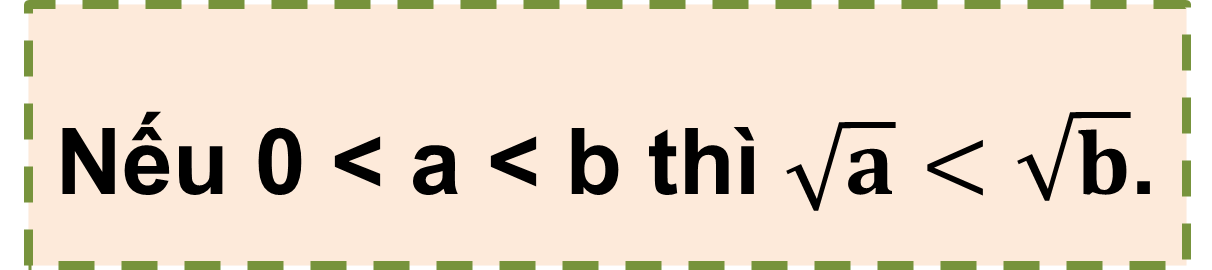 Nếu 0 < a < b thì √a < √b.